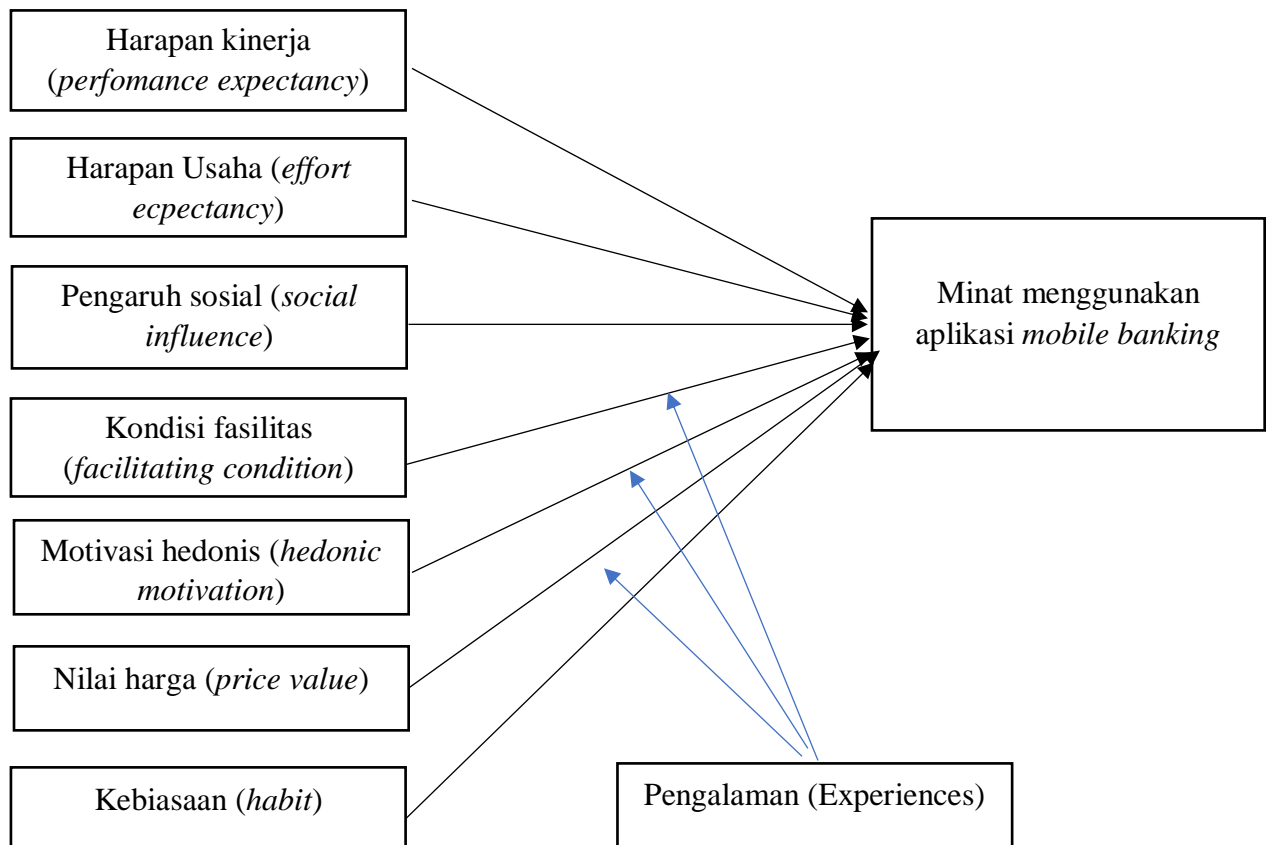 Harapan kinerja
(perfomance expectancy)
Harapan Usaha (effort
ecpectancy)
Pengaruh sosial (social
influence)
Kondisi fasilitas
(facilitating condition)
Motivasi hedonis (hedonic
motivation)
Nilai harga (price value)
Kebiasaan (habit)
Minat menggunakan
aplikasi mobile banking
Pengalaman (Experiences)